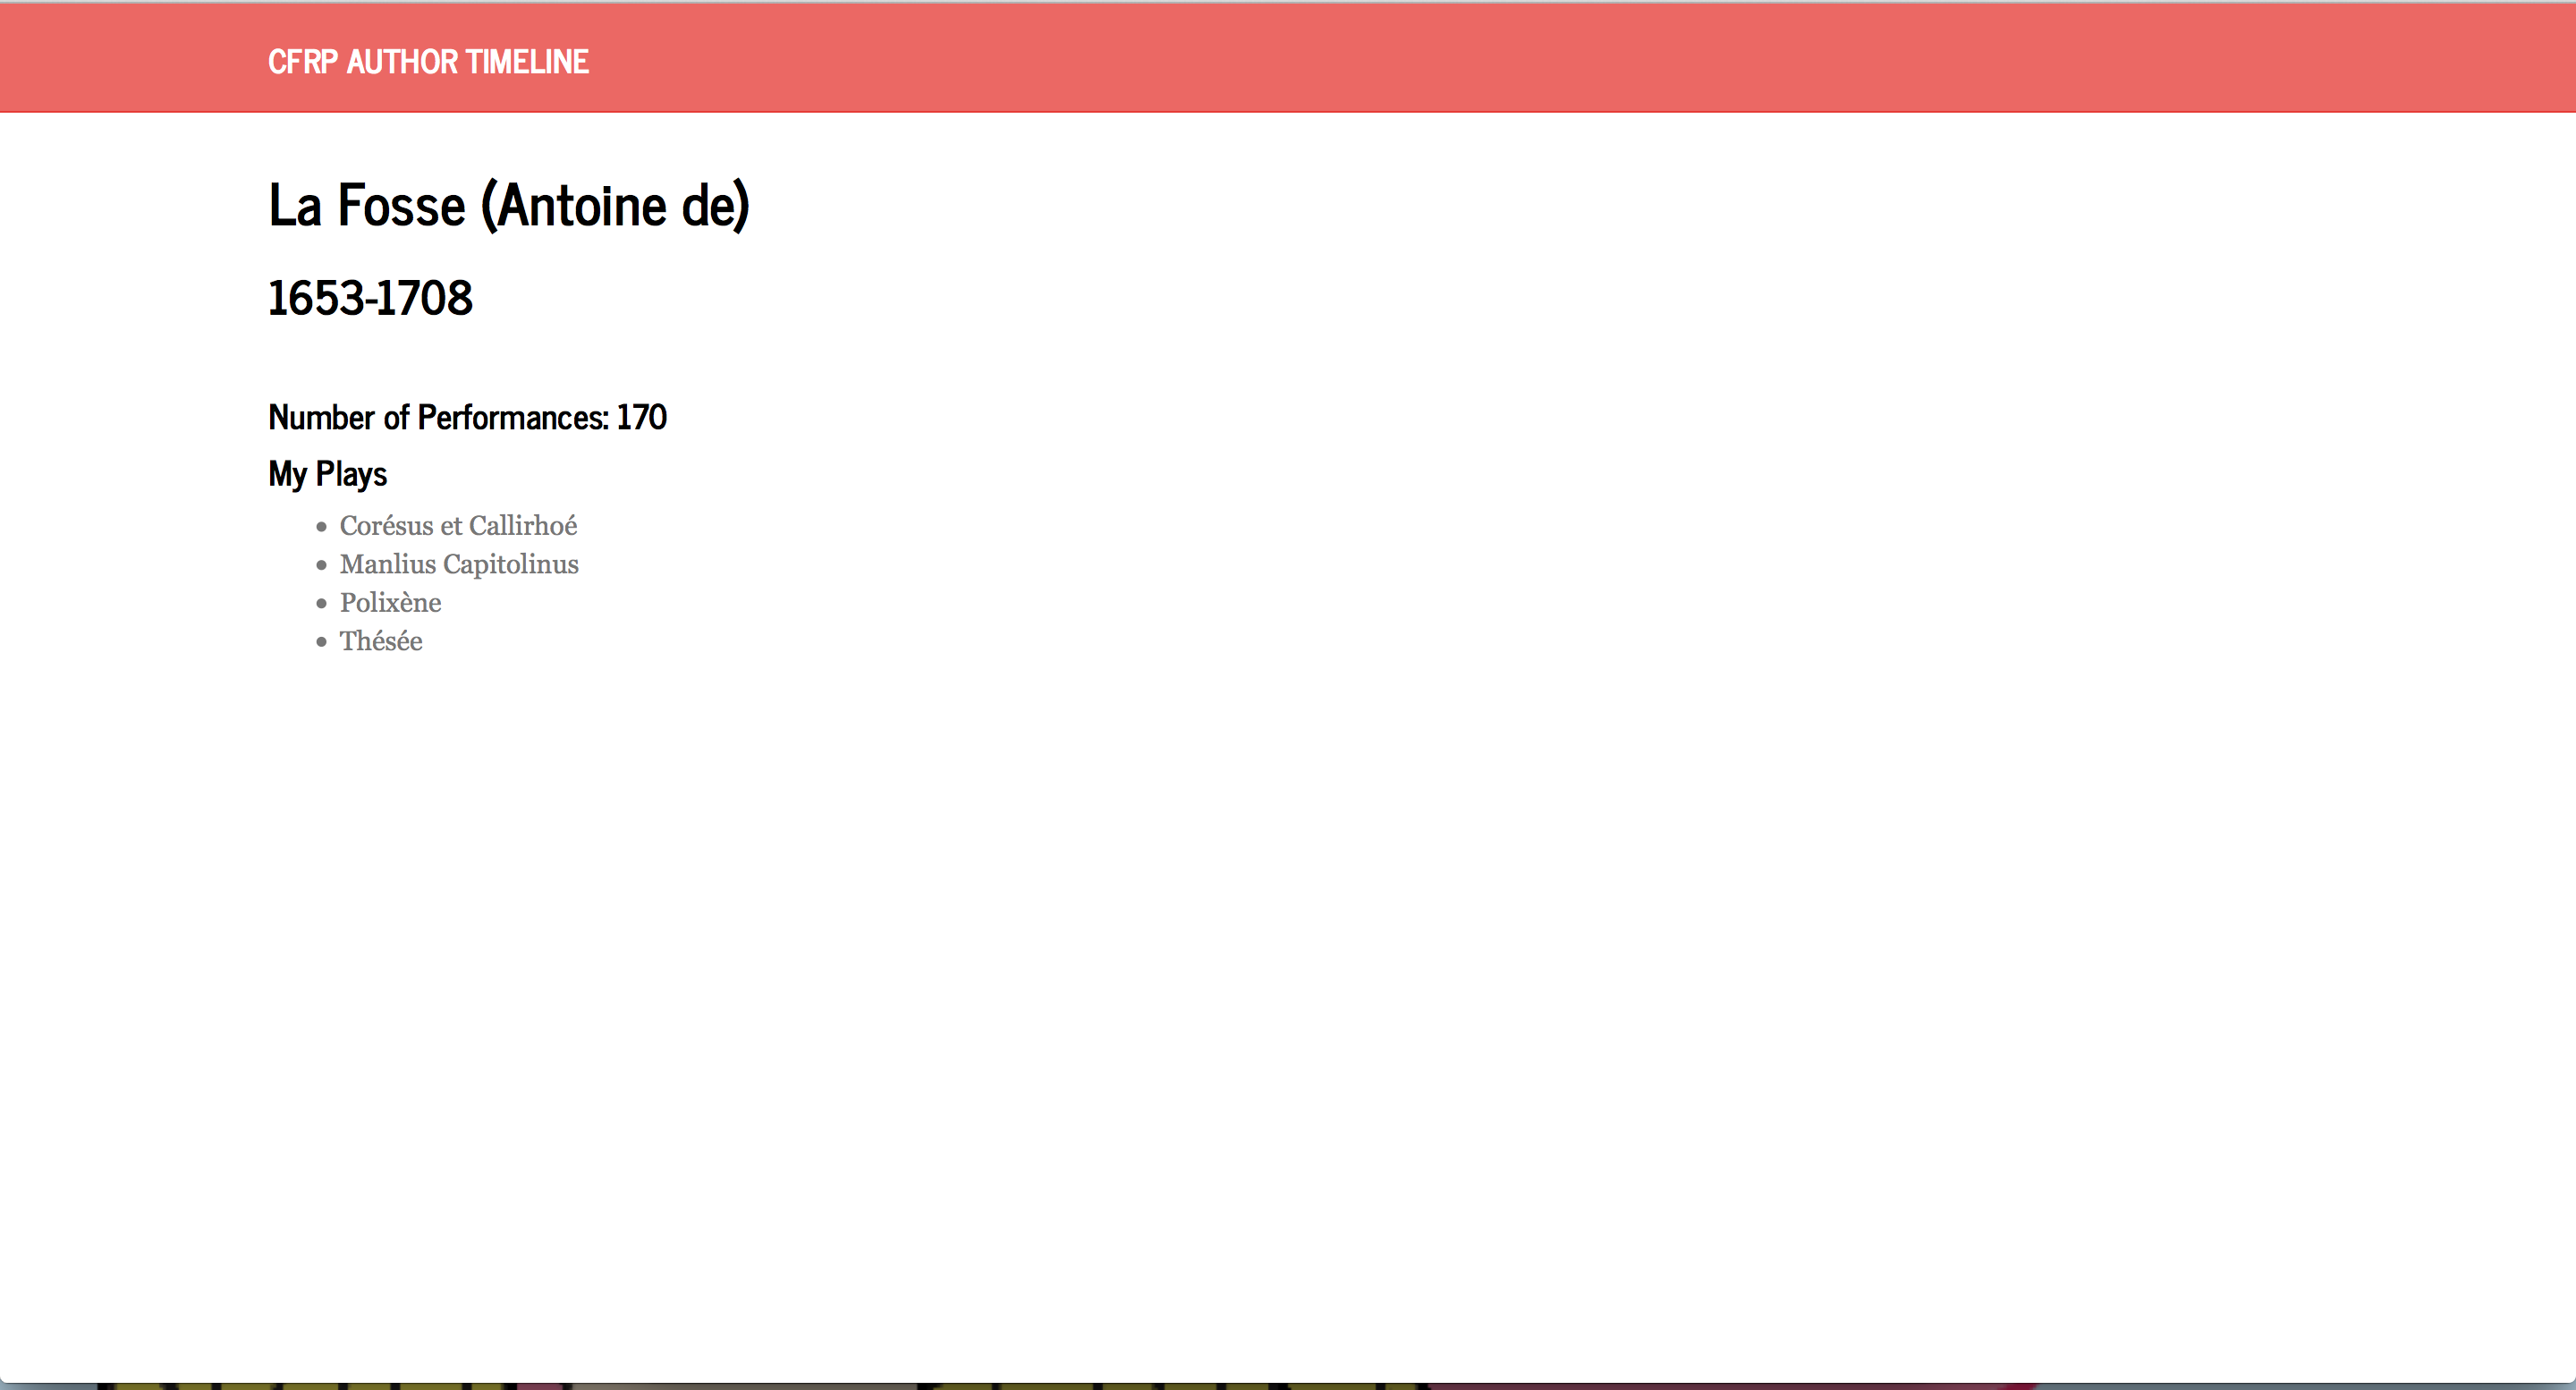 CFRP AUTHOR TIMELINE
La Fosse (Antoine de)
1653-1708
Number of Performances: 170
My Plays
Corésus et Callirhoé
Manlius Capitolinus
Polixène
Thésée